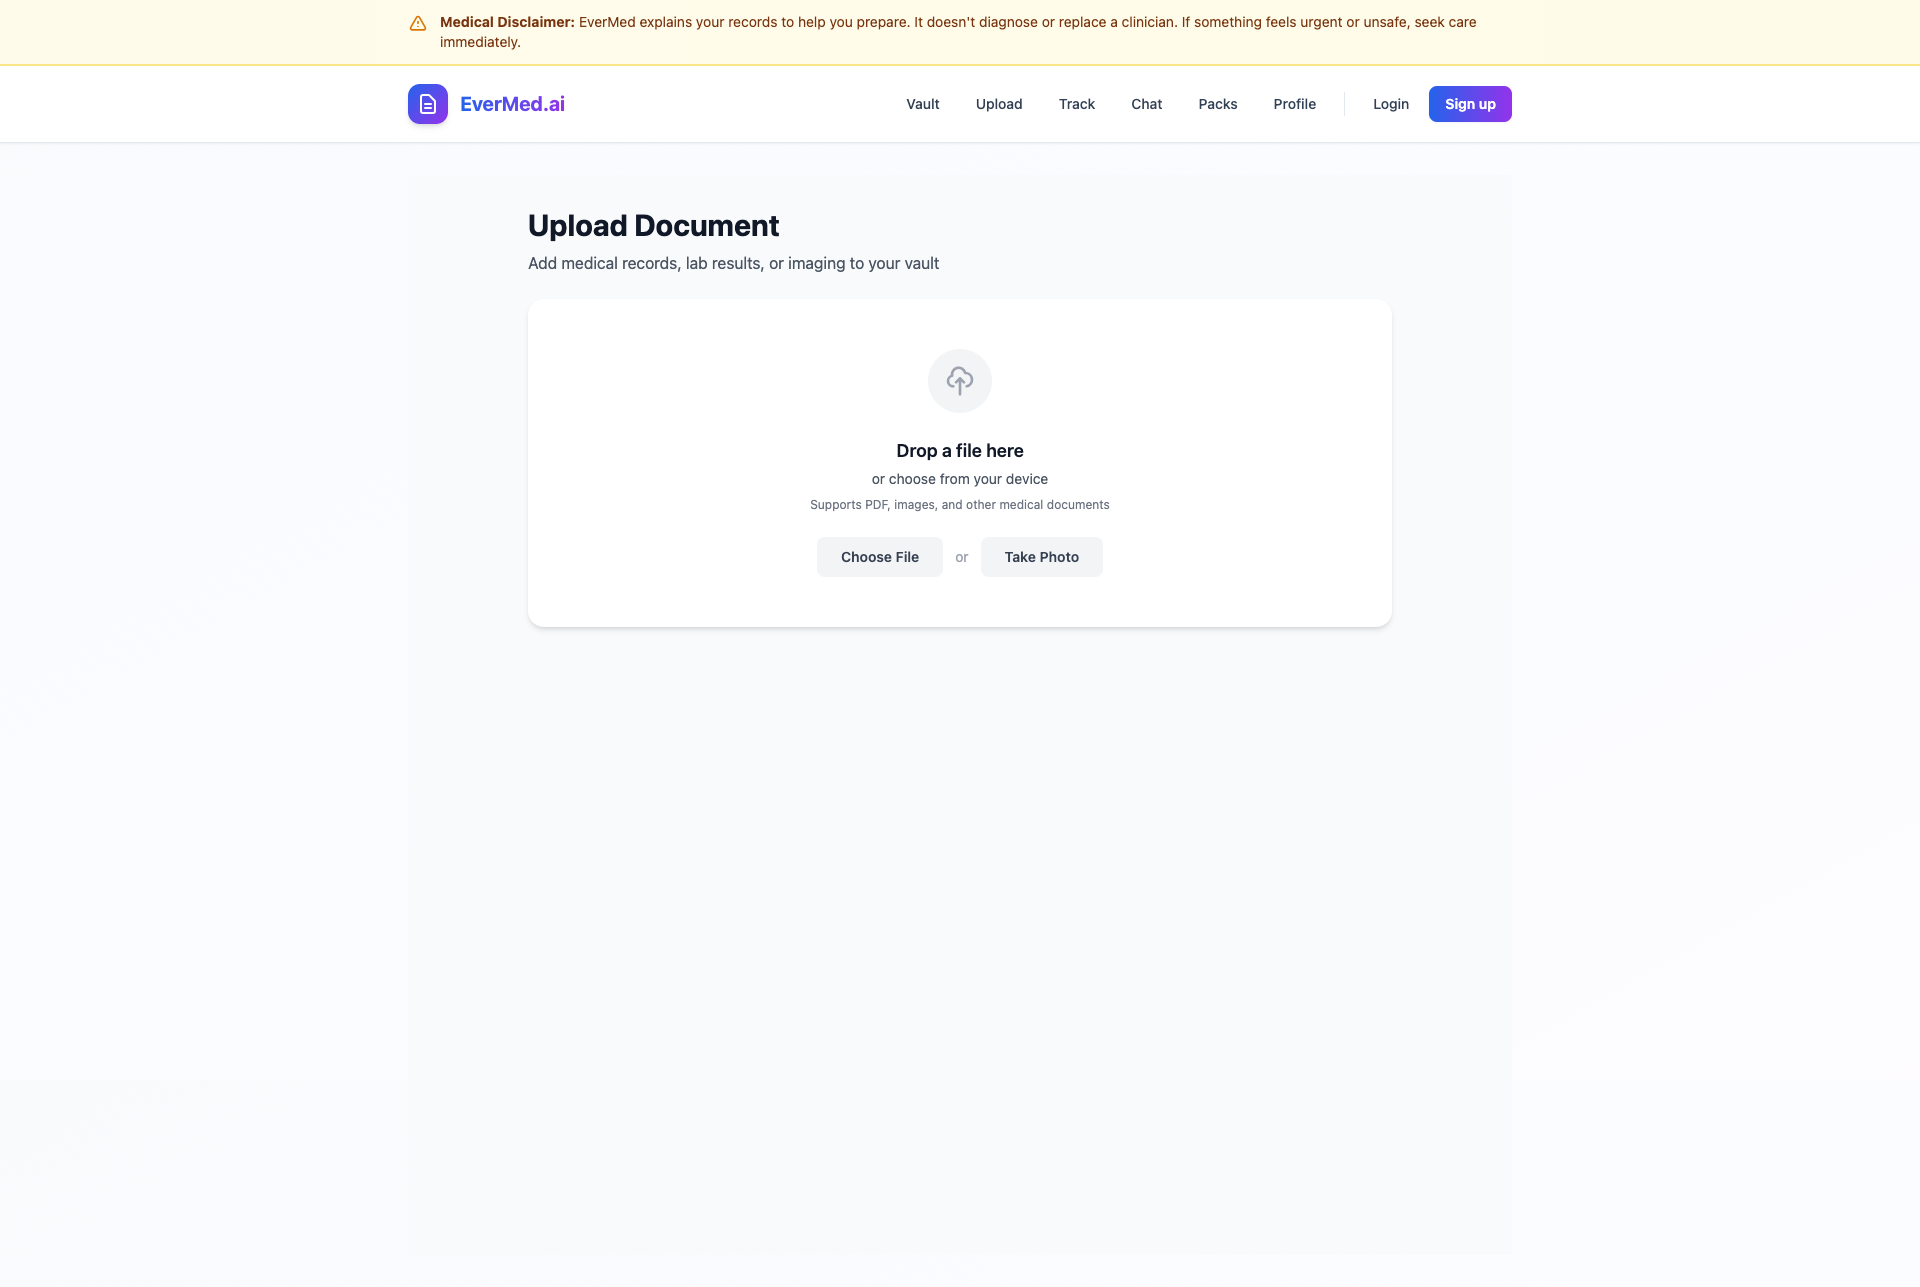 Medical Disclaimer: EverMed explains your records to help you prepare. It doesn't diagnose or replace a clinician. If something feels urgent or unsafe, seek care
immediately.
EverMed.ai
Vault
Upload
Track
Chat
Packs
Profile
Login
Sign up
Upload Document
Add medical records, lab results, or imaging to your vault
Drop a file here
or choose from your device
Supports PDF, images, and other medical documents
Choose File
or
Take Photo